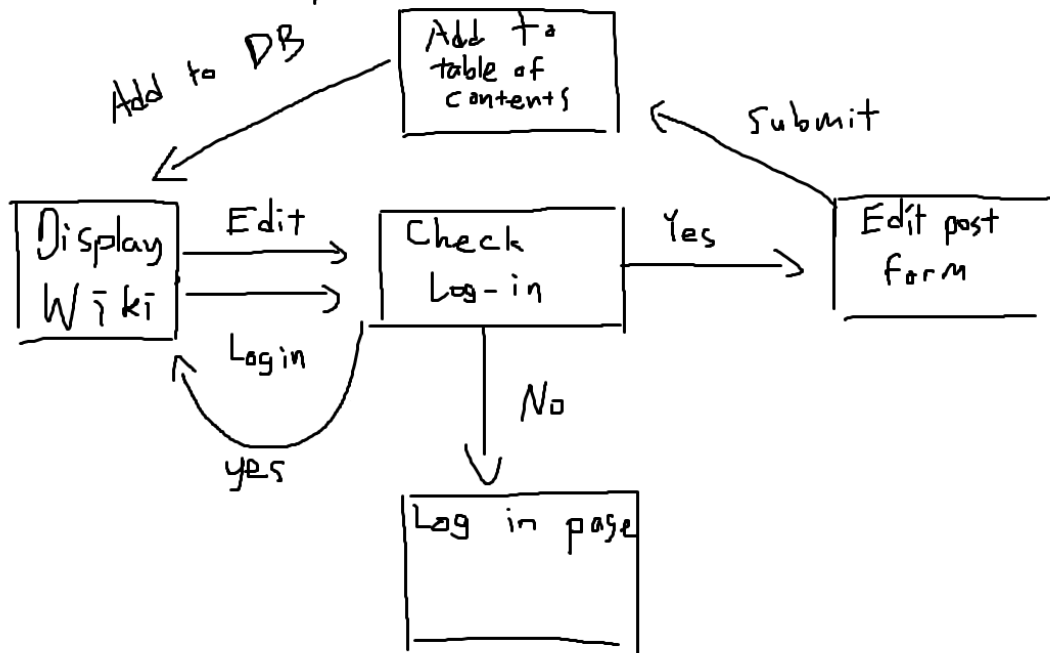 Add to
table of
contents
Add to DB
Submit
Display
Wiki
Edit
Login
yes
Check
Log-in
Yes
No
Edit post
form
Log in page